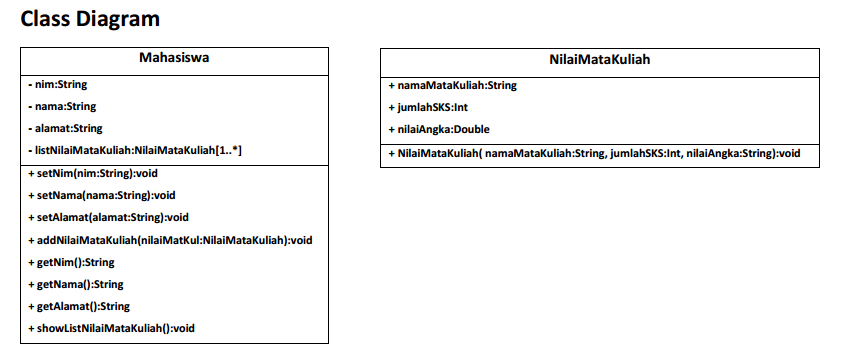 Class Diagram
Mahasiswa
- nim:String
- nama:String
- alamat:String
- listNilaiMataKuliah:NilaiMataKuliah[1..*]
+ setNim(nim:String):void
+ setNama(nama:String):void
+ setAlamat(alamat:String):void
+ addNilaiMataKuliah(nilaiMatKul:NilaiMataKuliah):void
+ getNim():String
+ getNama():String
+ getAlamat():String
+ showListNilaiMataKuliah():void
NilaiMataKuliah
+ namaMataKuliah:String
+ jumlahSKS:Int
+ nilaiAngka:Double
+ NilaiMataKuliah( namaMataKuliah:String, jumlahSKS:Int, nilaiAngka:String):void